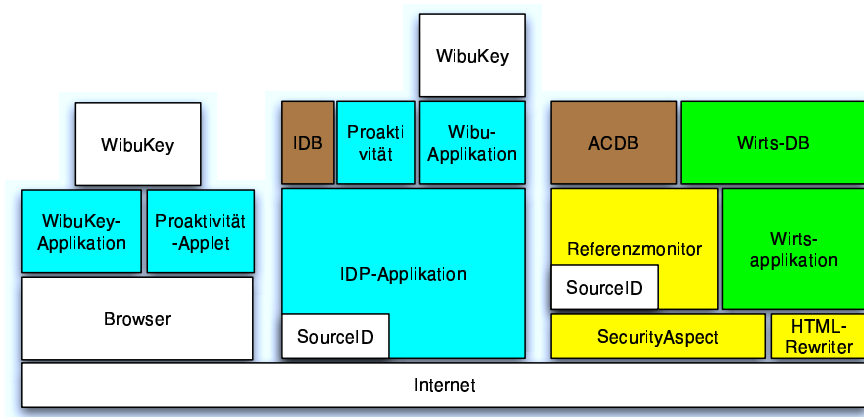 WibuKey
WibuKey
IDB
Proakti
vität
Wibu-
Applikation
ACDB
Wirts-DB
WibuKey-
Applikation
Proaktivität
-Applet
IDP-Applikation
Referenzmonitor
Wirts-
applikation
SourceID
Browser
SourceID
SecurityAspect
HTML-
Rewriter
Internet